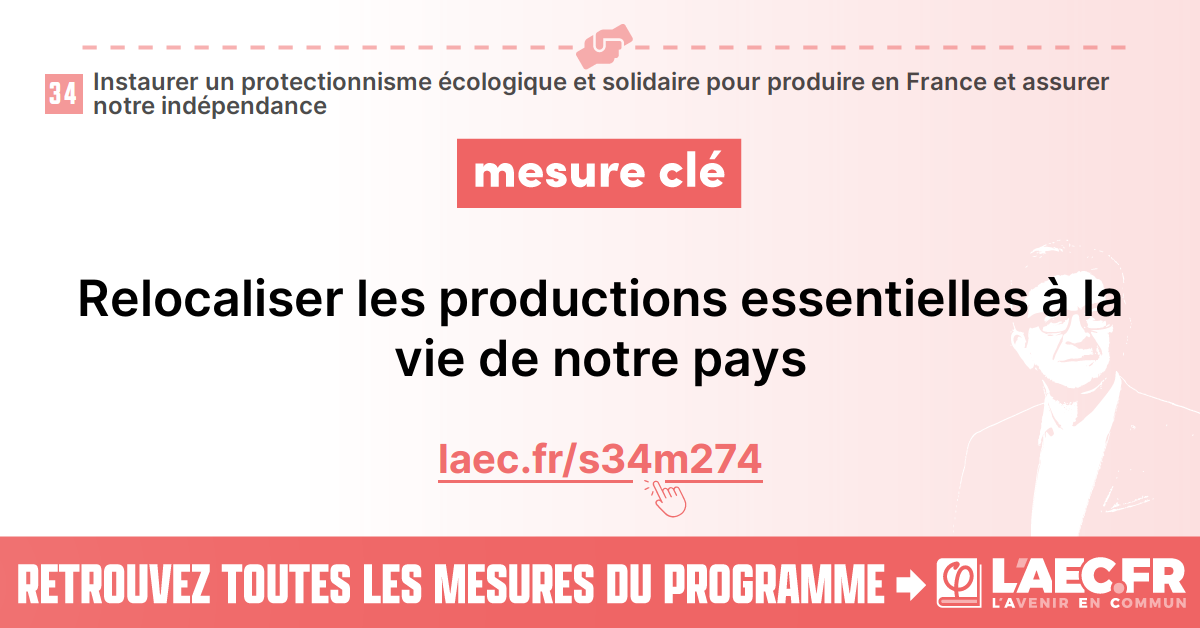 34
Instaurer un protectionnisme écologique et solidaire pour produire en France et assurer
notre indépendance
mesure clé
Relocaliser les productions essentielles à la
vie de notre pays
laec.fr/s34m274
RETROUVEZ TOUTES LES MESURES DU PROGRAMME
φ
L'AEC.FR
L'AVENIR EN COMMUN